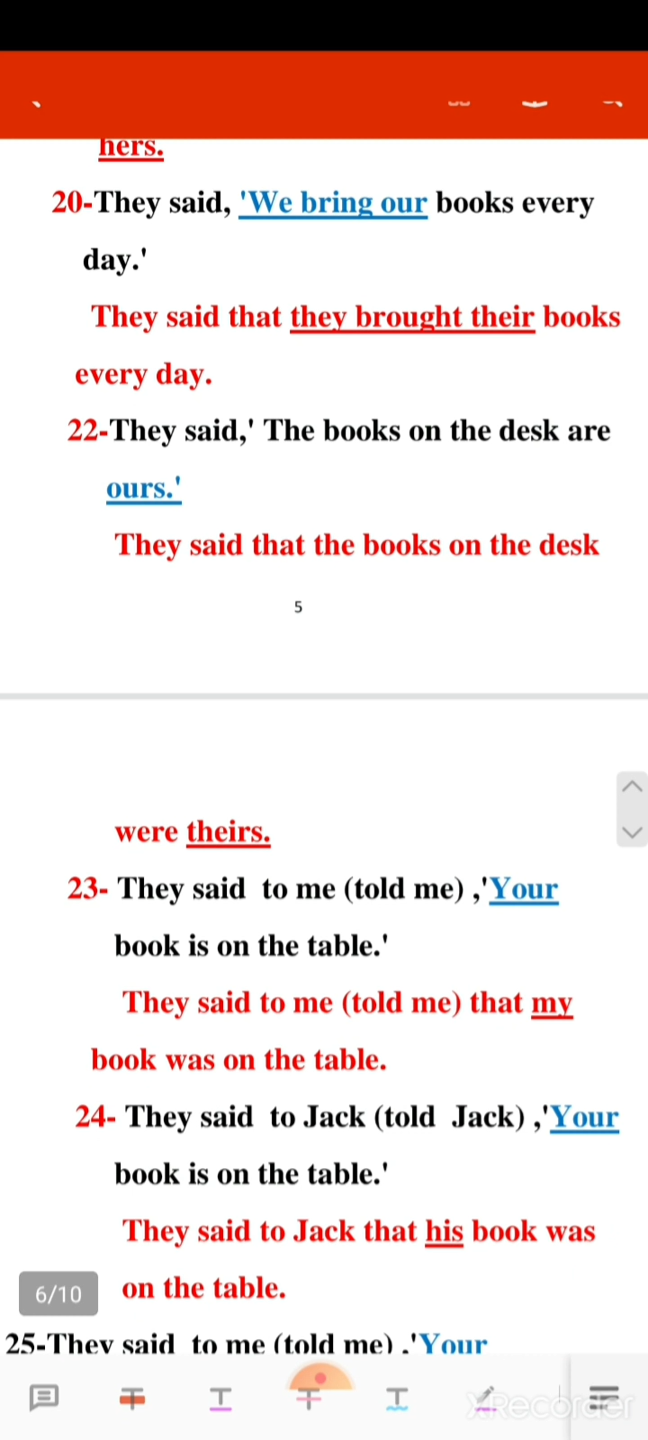 hers.
20-They said, 'We bring our books every
day.'
They said that they brought their books
every day.
22-They said,' The books on the desk are
ours.'
They said that the books on the desk
5
were theirs.
23- They said to me (told me) ,'Your
book is on the table.'
They said to me (told me) that my
book was on the table.
24- They said to Jack (told Jack) ,'Your
book is on the table.'
They said to Jack that his book was
6/10 on the table.
25-They said to me (told me) ,'Your
XRecorder